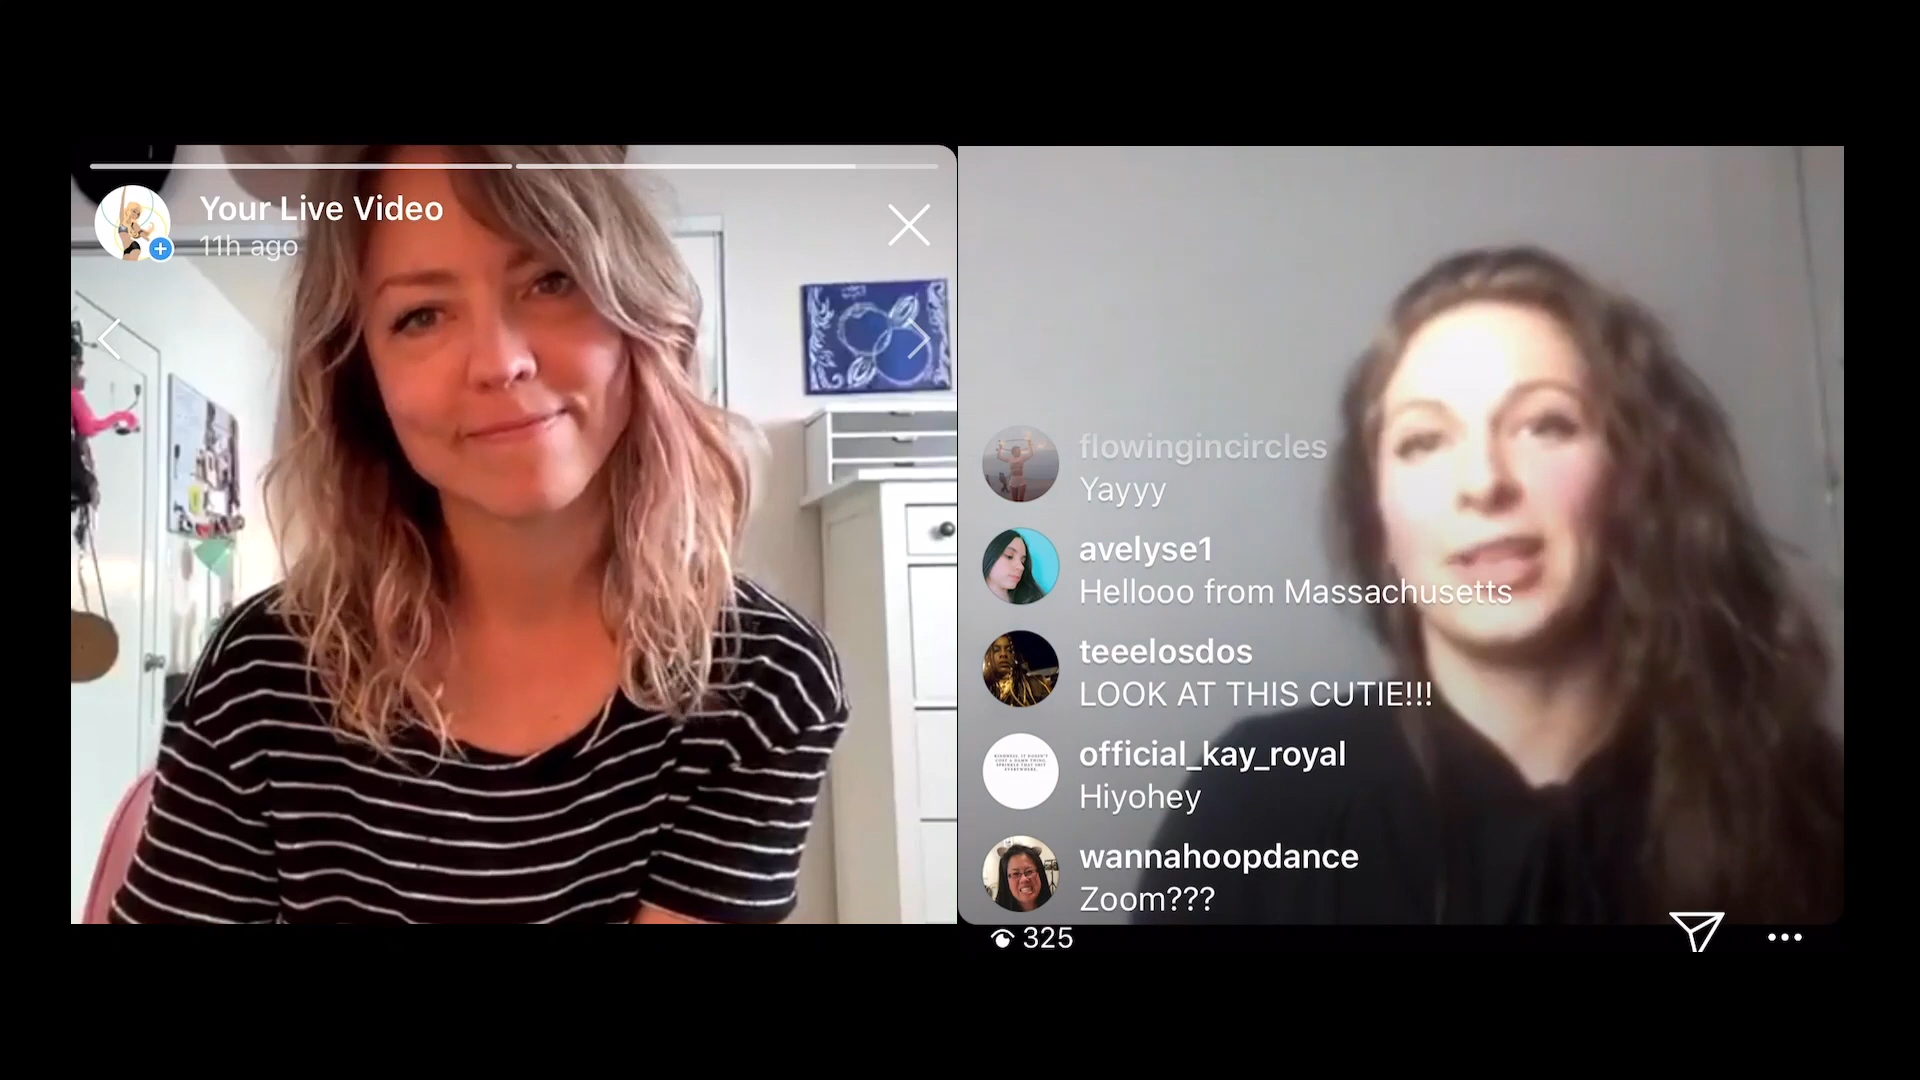 Your Live Video
11h ago
flowingincircles
Yayyy
avelyse1
Hellooo from Massachusetts
teeelosdos
LOOK AT THIS CUTIE!!!
official_kay_royal
Hiyohey
wannahoopdance
Zoom???
325